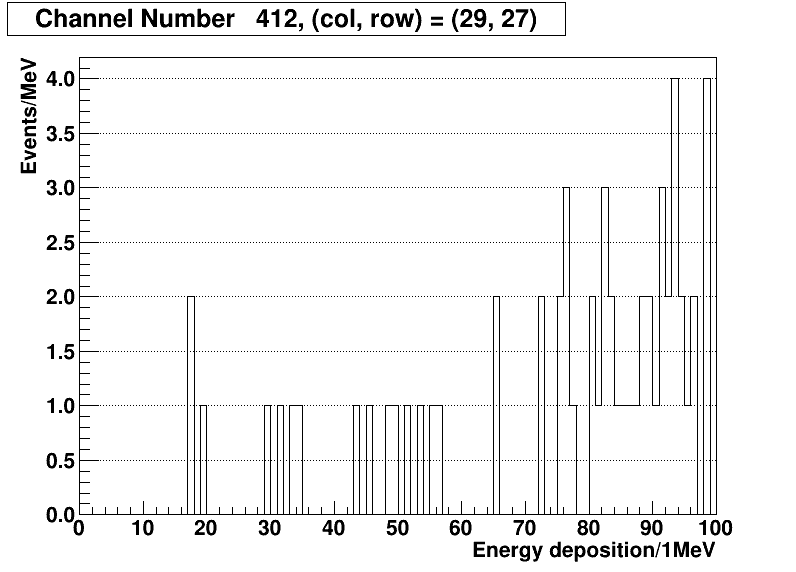 Channel Number   412, (col, row) = (29, 27)
Events/MeV
4.0
3.5
3.0
2.5
2.0
1.5
1.0
0.5
0.0
0 10 20 30 40 50 60 70 80 90 100
Energy deposition/1MeV